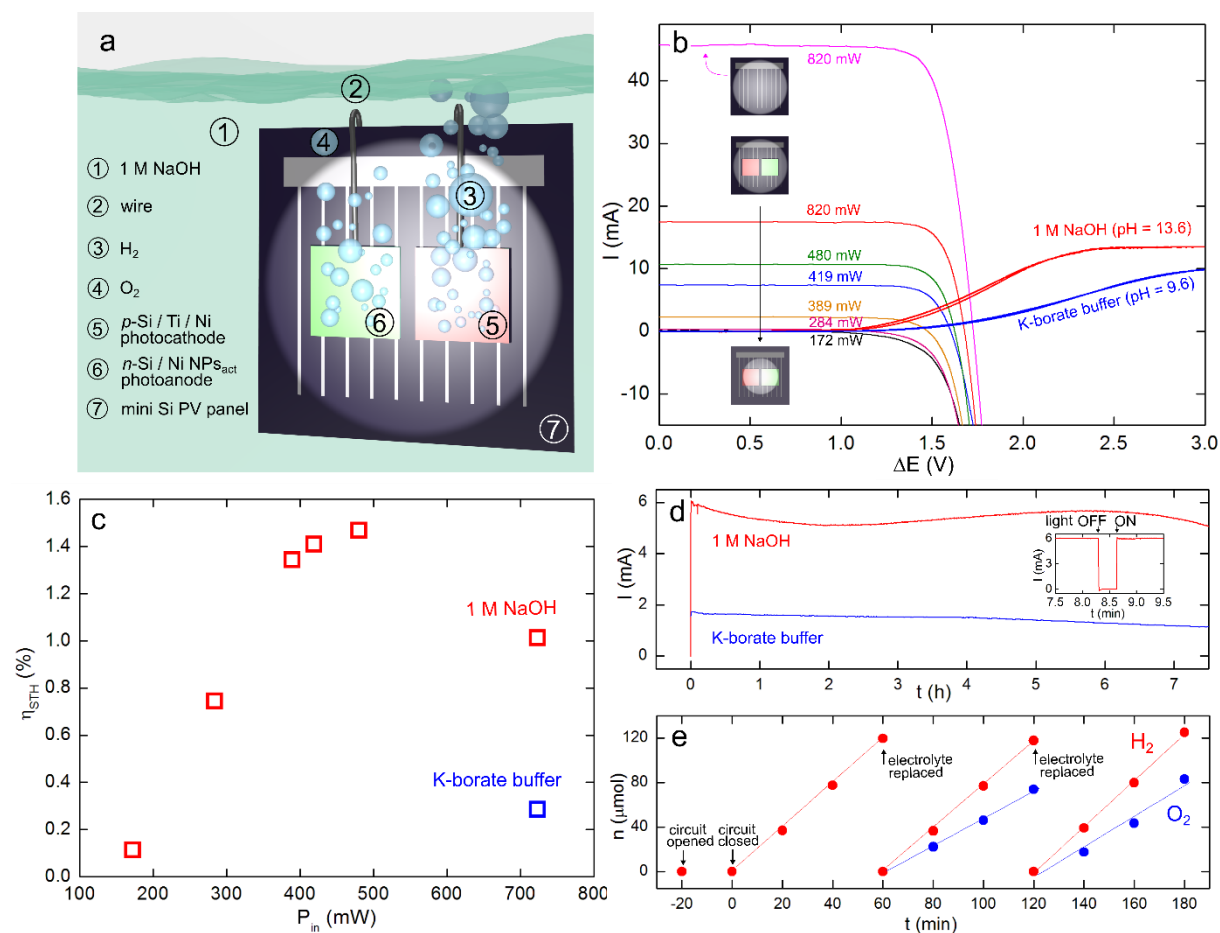 a
②
①
④
③
⑥
⑤
⑦
① 1 M NaOH
② wire
③ H₂
④ O₂
⑤ p-Si / Ti / Ni
photocathode
⑥ n-Si / Ni NPsact
photoanode
⑦ mini Si PV panel
b
I (mA)
40
30
20
10
0
-10
820 mW
820 mW
480 mW
419 mW
389 mW
284 mW
172 mW
1 M NaOH (pH = 13.6)
K-borate buffer (pH = 9.6)
0.0 0.5 1.0 1.5 2.0 2.5 3.0
ΔE (V)
c
ηSTH (%)
1.6
1.4
1.2
1.0
0.8
0.6
0.4
0.2
0.0
1 M NaOH
K-borate buffer
100 200 300 400 500 600 700 800
Pin (mW)
d
I (mA)
6
4
2
0
1 M NaOH
K-borate buffer
light OFF ON
I (mA)
6
3
0
7.5 8.0 8.5 9.0 9.5
t (min)
0 1 2 3 4 5 6 7
t (h)
e
n (μmol)
120
80
40
0
circuit
opened
circuit
closed
electrolyte
replaced
electrolyte
replaced
H₂
O₂
-20 0 20 40 60 80 100 120 140 160 180
t (min)